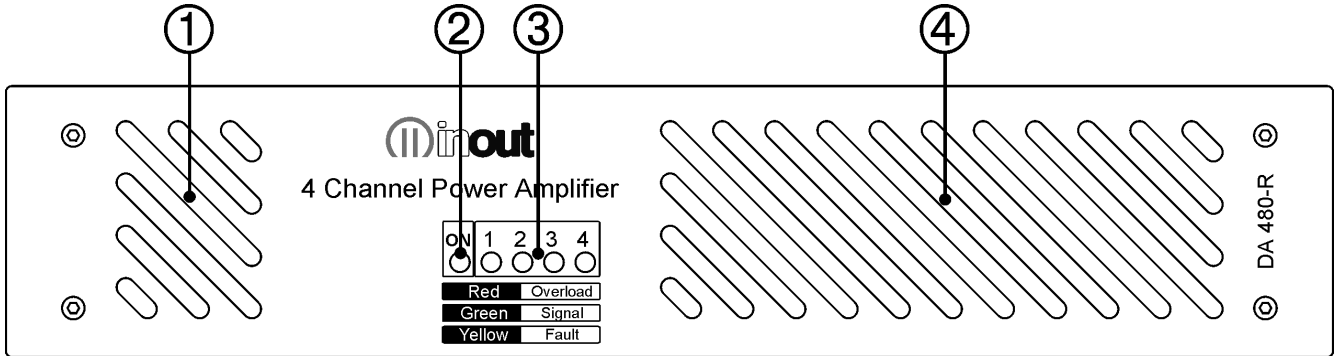 1 2 3 4
inout
4 Channel Power Amplifier
ON 1 2 3 4
Red Overload
Green Signal
Yellow Fault
DA 480-R